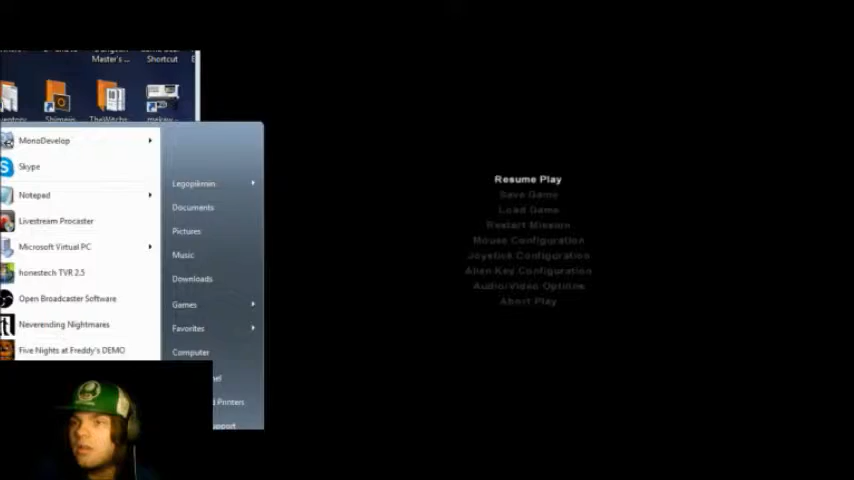 Master's ...
Shortcut
Shimeiji
MonoDevelop
Skype
Notepad
Livestream Procaster
Microsoft Virtual PC
honestech TVR 2.5
Open Broadcaster Software
Neverending Nightmares
Five Nights at Freddy's DEMO
Legopikmin
Documents
Pictures
Music
Downloads
Games
Favorites
Computer
Printers
Resume Play
Save Game
Load Game
Restart Mission
Mouse Configuration
Joystick Configuration
Alien Key Configuration
Audio/Video Options
Abort Play